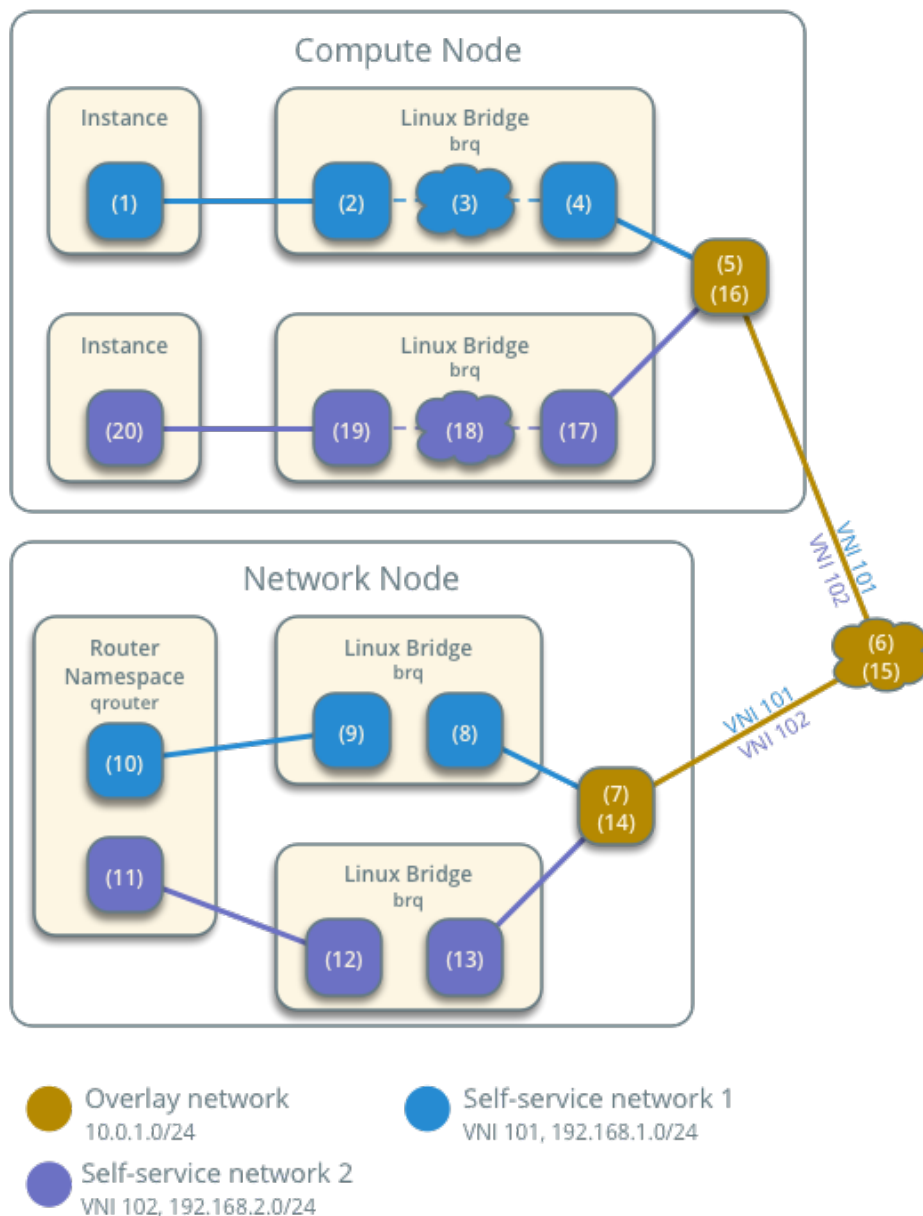 Compute Node
Instance
Linux Bridge
brq
(1)
(2)
(3)
(4)
(5)
(16)
Instance
Linux Bridge
brq
(20)
(19)
(18)
(17)
VNI 101
VNI 102
Network Node
Router
Namespace
qrouter
Linux Bridge
brq
(6)
(15)
(10)
(9)
(8)
VNI 101
VNI 102
(7)
(14)
(11)
Linux Bridge
brq
(12)
(13)
Overlay network
10.0.1.0/24
Self-service network 1
VNI 101, 192.168.1.0/24
Self-service network 2
VNI 102, 192.168.2.0/24